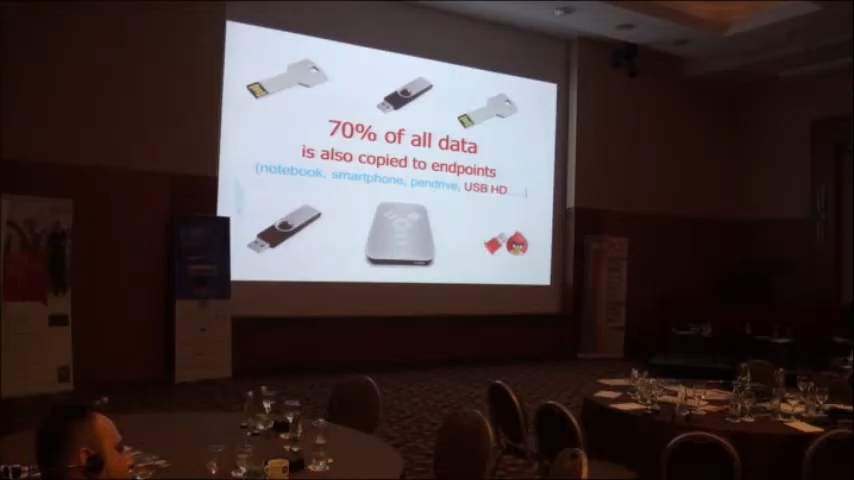 70% of all data
is also copied to endpoints
(notebook, smartphone, pendrive, USB HD....)